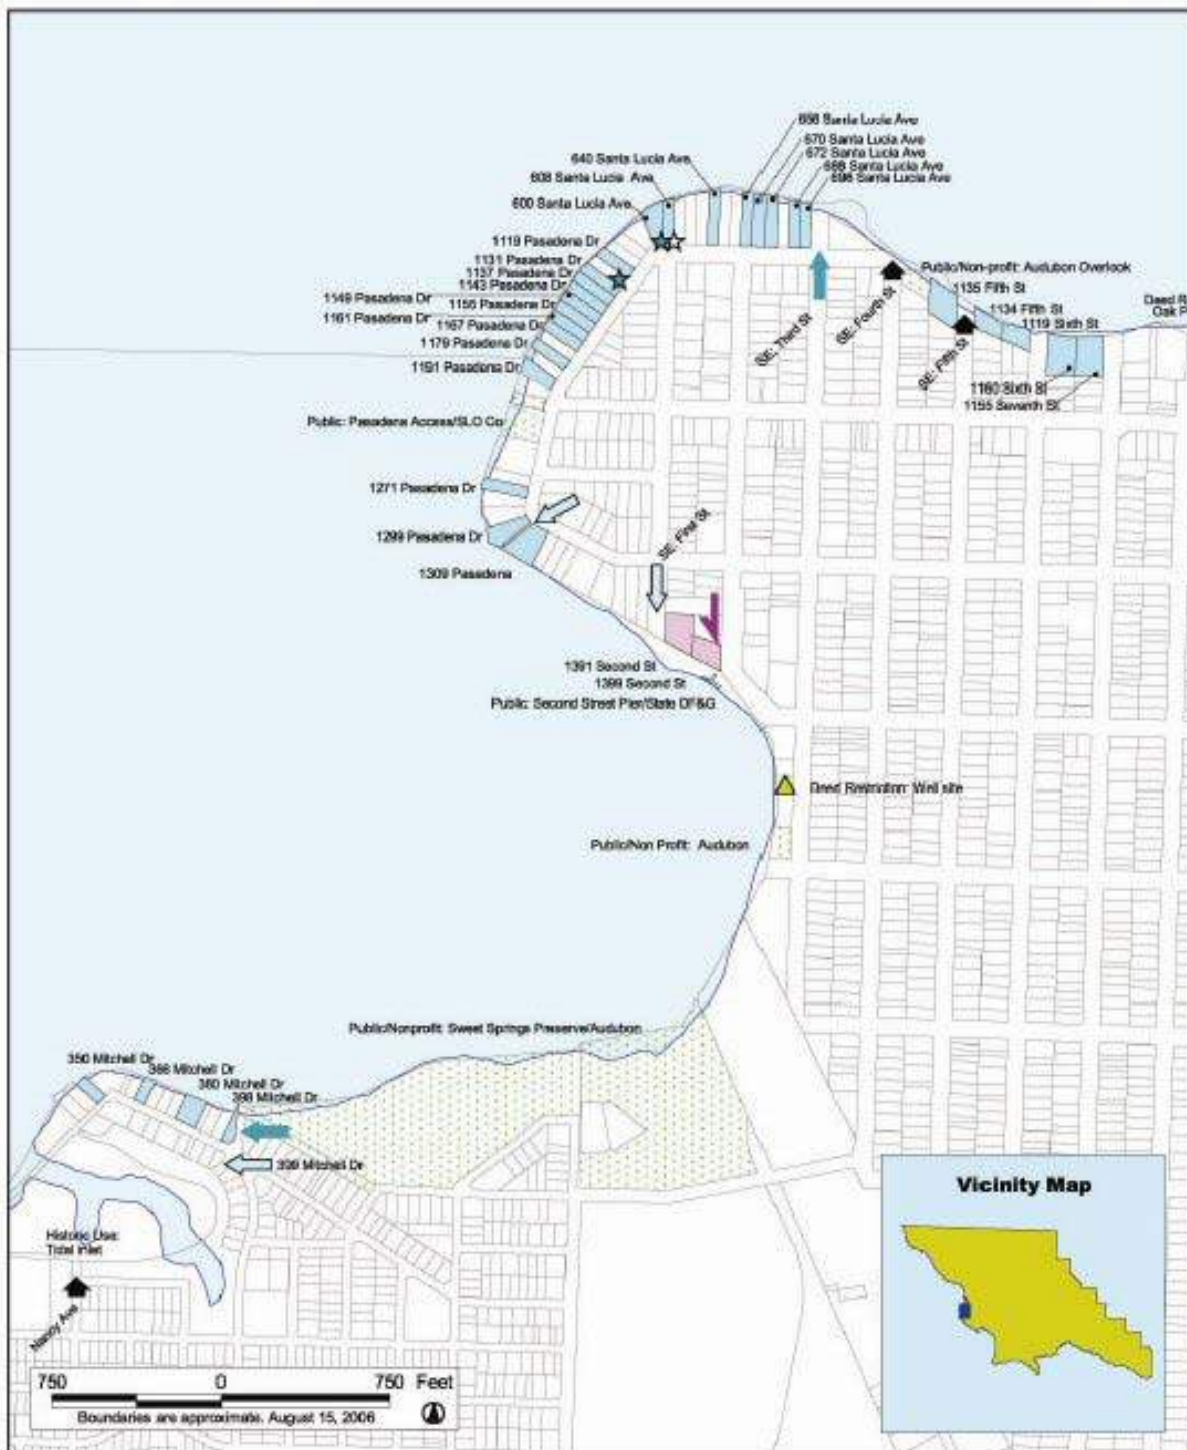 658 Santa Lucia Ave
670 Santa Lucia Ave
672 Santa Lucia Ave
688 Santa Lucia Ave
696 Santa Lucia Ave
640 Santa Lucia Ave
608 Santa Lucia Ave
600 Santa Lucia Ave
1119 Pasadena Dr
1131 Pasadena Dr
1137 Pasadena Dr
1143 Pasadena Dr
1149 Pasadena Dr
1155 Pasadena Dr
1161 Pasadena Dr
1167 Pasadena Dr
1179 Pasadena Dr
1191 Pasadena Dr
Public: Pasadena Access/SLO Co
1271 Pasadena Dr
1299 Pasadena Dr
1309 Pasadena
SE: First St
SE: Third St
SE: Fourth St
SE: Fifth St
Public/Non-profit: Audubon Overlook
1135 Fifth St
1134 Fifth St
1119 Sixth St
Deed R
Oak P
1160 Sixth St
1155 Seventh St
1391 Second St
1399 Second St
Public: Second Street Pier/State DF&G
Deed Restriction: Well site
Public/Non Profit: Audubon
Public/Nonprofit: Sweet Springs Preserve/Audubon
350 Mitchell Dr
366 Mitchell Dr
380 Mitchell Dr
398 Mitchell Dr
399 Mitchell Dr
Historic Use:
Tidal inlet
Nancy Ave
Vicinity Map
750 0 750 Feet
Boundaries are approximate. August 15, 2006